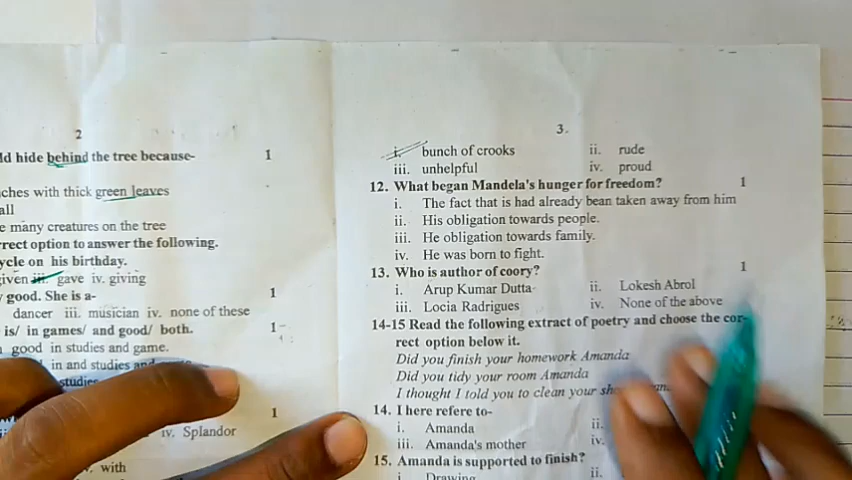 2
ld hide behind the tree because- 1
ches with thick green leaves
all
e many creatures on the tree
rrect option to answer the following.
ycle on his birthday.
iven iii. gave iv. giving
good. She is a- 1
dancer iii. musician iv. none of these
is/ in games/ and good/ both. 1
good in studies and game.
in and studies and
studies
1
iv. Splandor
with
3.
i. bunch of crooks ii. rude
iii. unhelpful iv. proud
12. What began Mandela's hunger for freedom? 1
i. The fact that is had already bean taken away from him
ii. His obligation towards people.
iii. He obligation towards family.
iv. He was born to fight.
13. Who is author of coory? 1
i. Arup Kumar Dutta ii. Lokesh Abrol
iii. Locia Radrigues iv. None of the above
14-15 Read the following extract of poetry and choose the cor-
rect option below it.
Did you finish your homework Amanda
Did you tidy your room Amanda
I thought I told you to clean your
14. I here refere to-
i. Amanda ii.
iii. Amanda's mother iv.
15. Amanda is supported to finish?
i. Drawing ii.